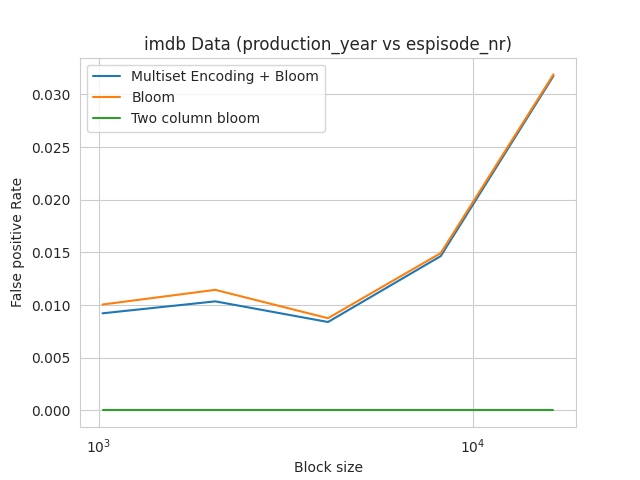 imdb Data (production_year vs espisode_nr)
Multiset Encoding + Bloom
Bloom
Two column bloom
False positive Rate
0.030
0.025
0.020
0.015
0.010
0.005
0.000
10³
10⁴
Block size